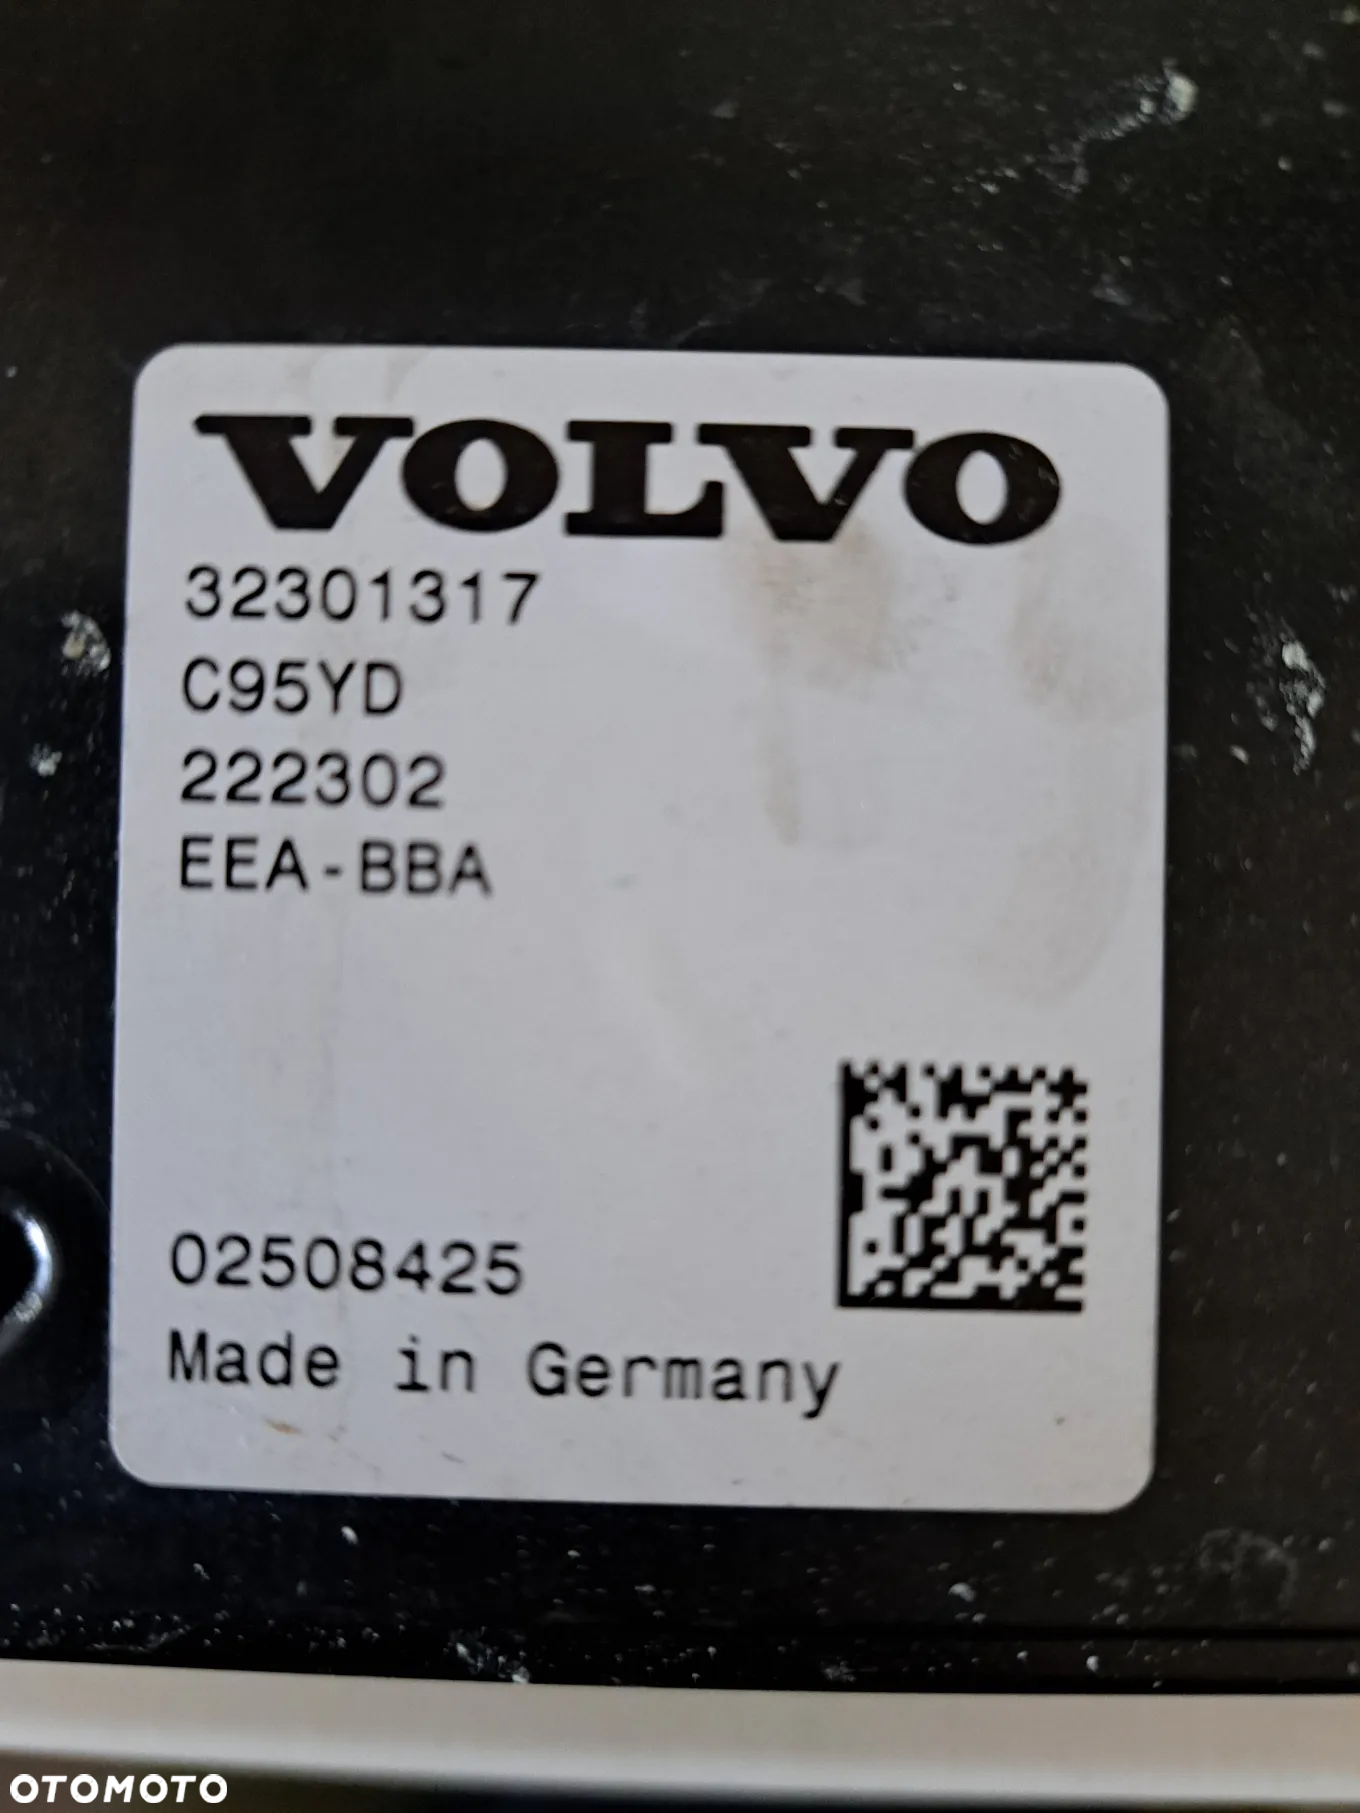 VOLVO
32301317
C95YD
222302
EEA-BBA
02508425
Made in Germany
OTOMOTO